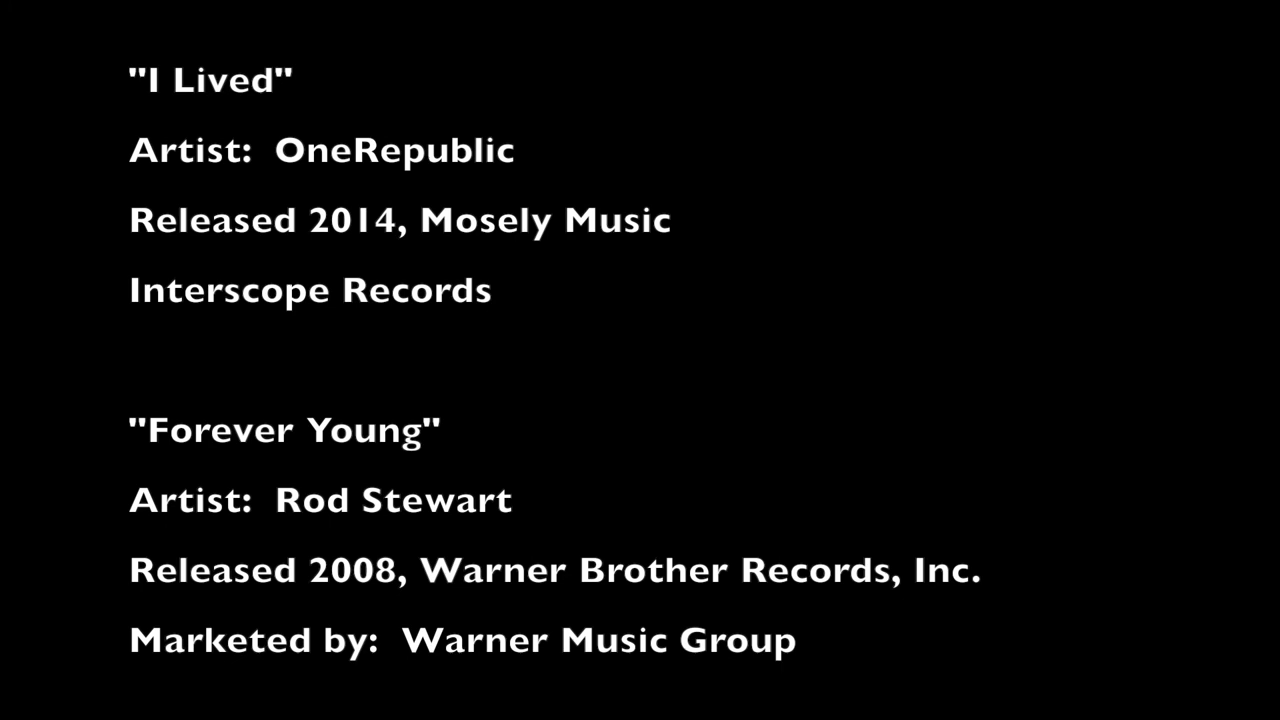 "I Lived"
Artist:  OneRepublic
Released 2014, Mosely Music
Interscope Records
"Forever Young"
Artist:  Rod Stewart
Released 2008, Warner Brother Records, Inc.
Marketed by:  Warner Music Group